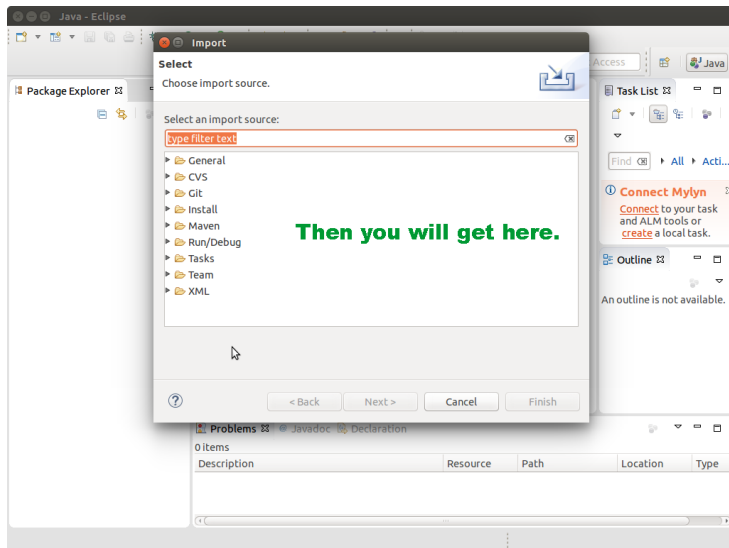 Java - Eclipse
Import
Select
Choose import source.
Access
Java
Package Explorer
Select an import source:
type filter text
General
CVS
Git
Install
Maven
Run/Debug
Tasks
Team
XML
Then you will get here.
Task List
Find
All
Acti...
Connect Mylyn
Connect to your task
and ALM tools or
create a local task.
Outline
An outline is not available.
< Back
Next >
Cancel
Finish
Problems
Javadoc
Declaration
0 items
Description
Resource
Path
Location
Type